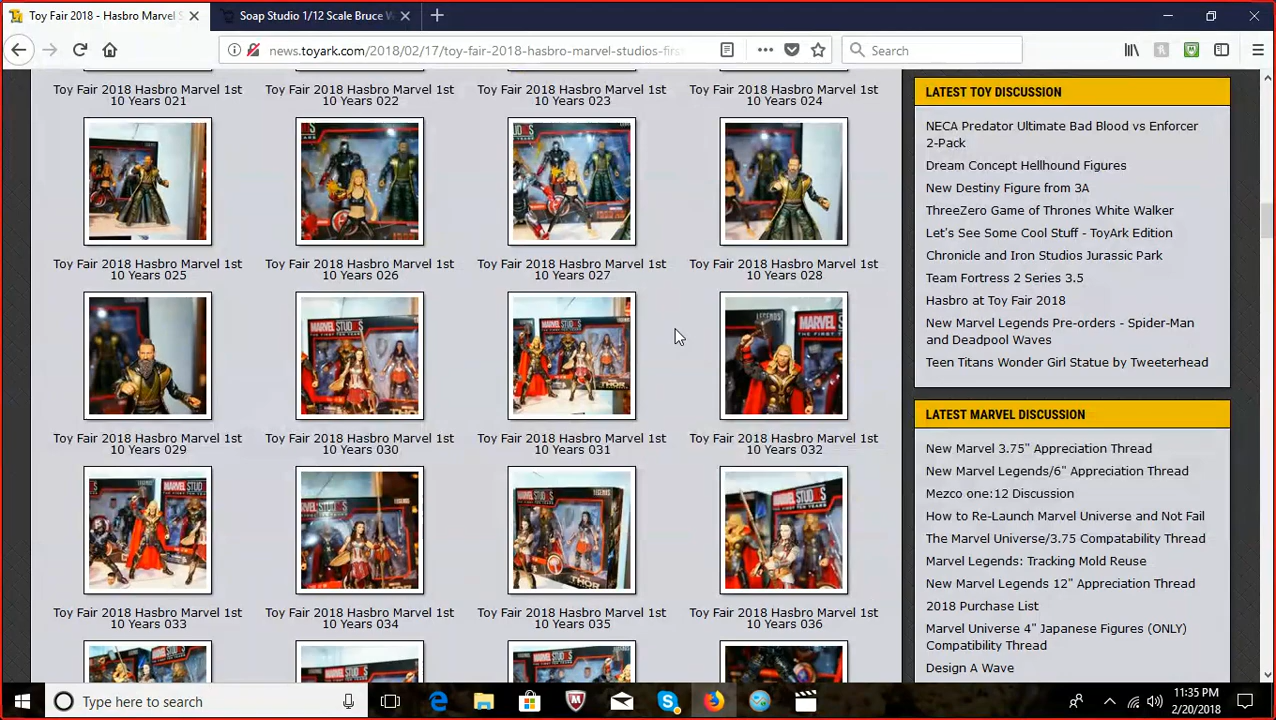 Toy Fair 2018 - Hasbro Marvel S
Soap Studio 1/12 Scale Bruce W
news.toyark.com/2018/02/17/toy-fair-2018-hasbro-marvel-studios-firs
Search
Toy Fair 2018 Hasbro Marvel 1st
10 Years 021
Toy Fair 2018 Hasbro Marvel 1st
10 Years 022
Toy Fair 2018 Hasbro Marvel 1st
10 Years 023
Toy Fair 2018 Hasbro Marvel 1st
10 Years 024
Toy Fair 2018 Hasbro Marvel 1st
10 Years 025
Toy Fair 2018 Hasbro Marvel 1st
10 Years 026
Toy Fair 2018 Hasbro Marvel 1st
10 Years 027
Toy Fair 2018 Hasbro Marvel 1st
10 Years 028
MARVEL STUDIOS
MARVEL STUDIOS
THOR
LEGENDS
MARVEL
Toy Fair 2018 Hasbro Marvel 1st
10 Years 029
Toy Fair 2018 Hasbro Marvel 1st
10 Years 030
Toy Fair 2018 Hasbro Marvel 1st
10 Years 031
Toy Fair 2018 Hasbro Marvel 1st
10 Years 032
Toy Fair 2018 Hasbro Marvel 1st
10 Years 033
Toy Fair 2018 Hasbro Marvel 1st
10 Years 034
Toy Fair 2018 Hasbro Marvel 1st
10 Years 035
Toy Fair 2018 Hasbro Marvel 1st
10 Years 036
LATEST TOY DISCUSSION
NECA Predator Ultimate Bad Blood vs Enforcer
2-Pack
Dream Concept Hellhound Figures
New Destiny Figure from 3A
ThreeZero Game of Thrones White Walker
Let's See Some Cool Stuff - ToyArk Edition
Chronicle and Iron Studios Jurassic Park
Team Fortress 2 Series 3.5
Hasbro at Toy Fair 2018
New Marvel Legends Pre-orders - Spider-Man
and Deadpool Waves
Teen Titans Wonder Girl Statue by Tweeterhead
LATEST MARVEL DISCUSSION
New Marvel 3.75" Appreciation Thread
New Marvel Legends/6" Appreciation Thread
Mezco one:12 Discussion
How to Re-Launch Marvel Universe and Not Fail
The Marvel Universe/3.75 Compatability Thread
Marvel Legends: Tracking Mold Reuse
New Marvel Legends 12" Appreciation Thread
2018 Purchase List
Marvel Universe 4" Japanese Figures (ONLY)
Compatibility Thread
Design A Wave
Type here to search
11:35 PM
2/20/2018